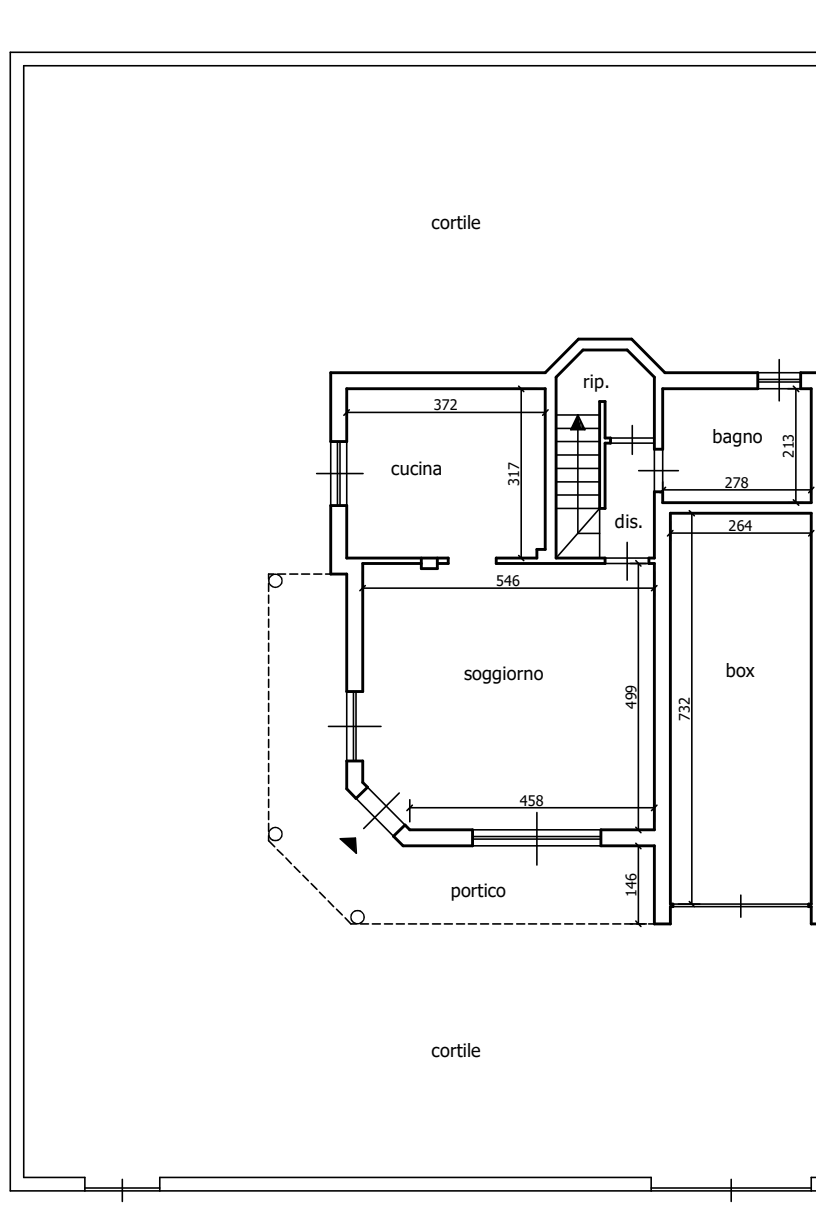 cortile
rip.
372
bagno
213
cucina
317
278
dis.
264
546
soggiorno
box
499
732
458
146
portico
cortile